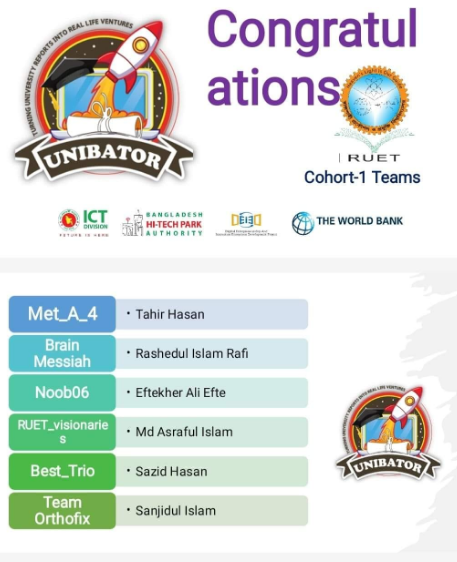 Congratul
ations
TURNING UNIVERSITY REPORTS INTO REAL LIFE VENTURES
UNIBATOR
RUET
Cohort-1 Teams
ICT
DIVISION
FUTURE IS HERE
BANGLADESH
HI-TECH PARK
AUTHORITY
THE WORLD BANK
Met_A_4
• Tahir Hasan
Brain
Messiah
• Rashedul Islam Rafi
Noob06
• Eftekher Ali Efte
RUET_visionarie
s
• Md Asraful Islam
Best_Trio
• Sazid Hasan
Team
Orthofix
• Sanjidul Islam
TURNING UNIVERSITY REPORTS INTO REAL LIFE VENTURES
UNIBATOR